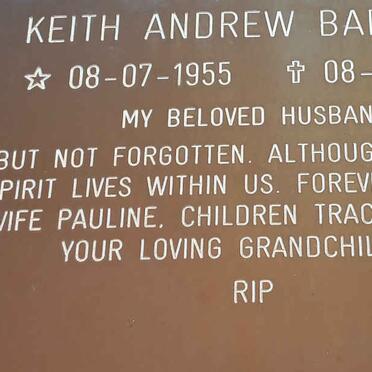 KEITH ANDREW BA
☆ 08-07-1955 ✝ 08-
MY BELOVED HUSBAN
BUT NOT FORGOTTEN. ALTHOUG
PIRIT LIVES WITHIN US. FOREV
WIFE PAULINE, CHILDREN TRAC
YOUR LOVING GRANDCHIL
RIP